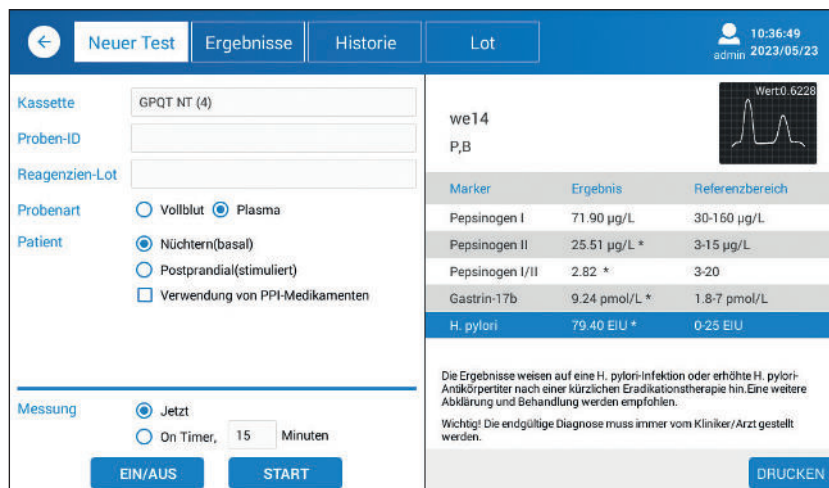 Neuer Test
Ergebnisse
Historie
Lot
admin
10:36:49
2023/05/23
Kassette
GPQT NT (4)
Proben-ID
Reagenzien-Lot
Probenart
Vollblut
Plasma
Patient
Nüchtern(basal)
Postprandial(stimuliert)
Verwendung von PPI-Medikamenten
Messung
Jetzt
On Timer, 15 Minuten
EIN/AUS
START
we14
P,B
Wert:0.6228
Marker Ergebnis Referenzbereich
Pepsinogen I 71.90 µg/L 30-160 µg/L
Pepsinogen II 25.51 µg/L * 3-15 µg/L
Pepsinogen I/II 2.82 * 3-20
Gastrin-17b 9.24 pmol/L * 1.8-7 pmol/L
H. pylori 79.40 EIU * 0-25 EIU
Die Ergebnisse weisen auf eine H. pylori-Infektion oder erhöhte H. pylori-
Antikörpertiter nach einer kürzlichen Eradikationstherapie hin.Eine weitere
Abklärung und Behandlung werden empfohlen.
Wichtig! Die endgültige Diagnose muss immer vom Kliniker/Arzt gestellt
werden.
DRUCKEN